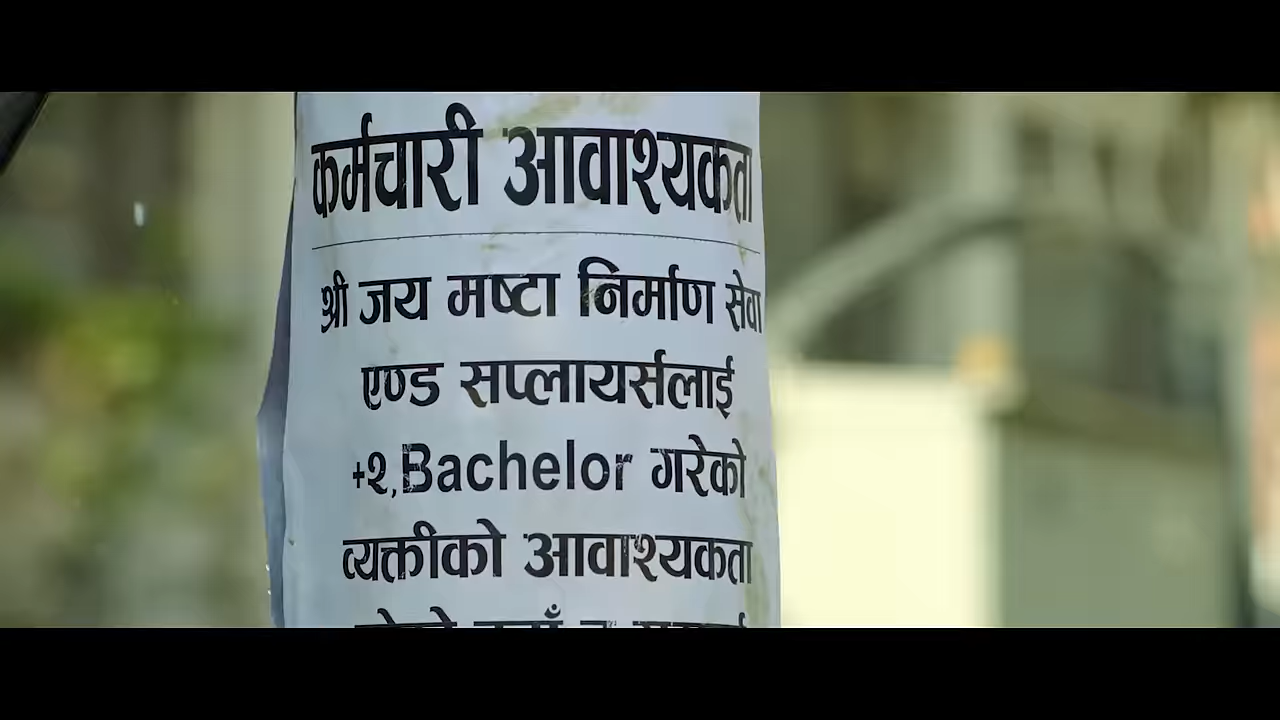 कर्मचारी आवाश्यकता
श्री जय मष्टा निर्माण सेवा
एण्ड सप्लायर्सलाई
+२,Bachelor गरेको
व्यक्तीको आवाश्यकता